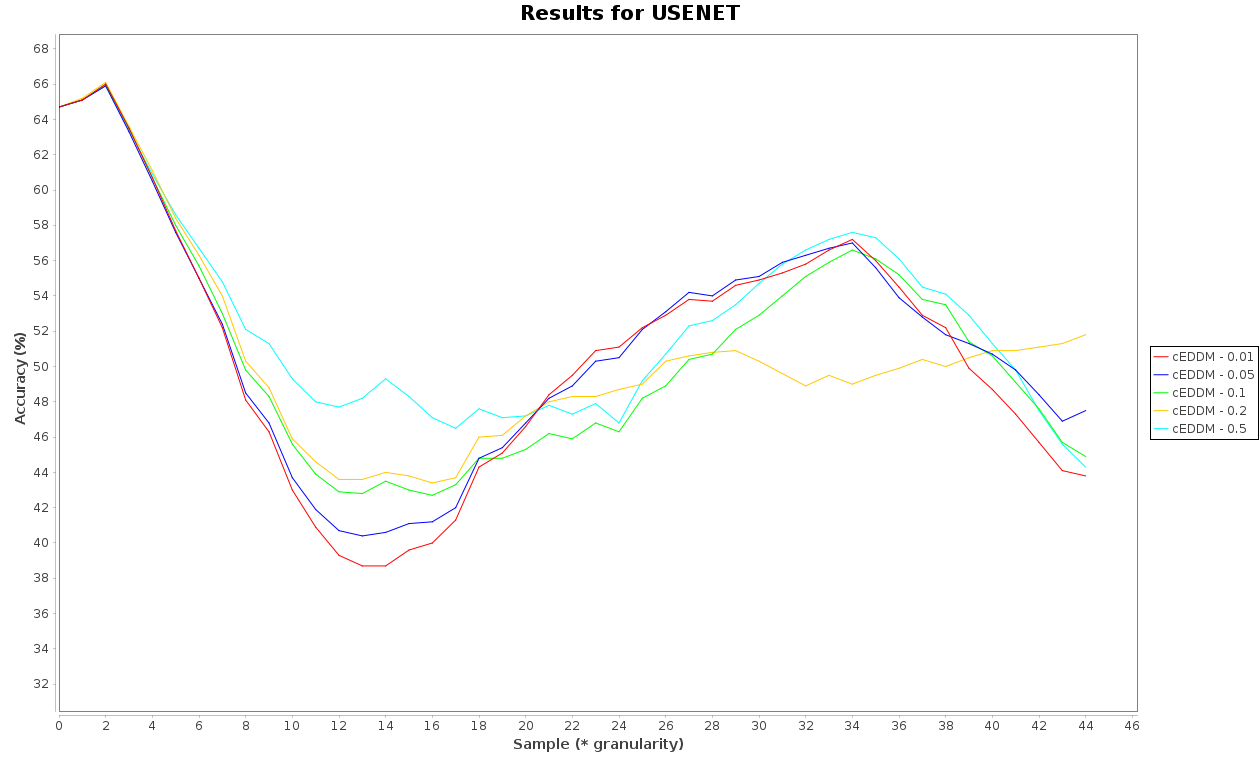 Results for USENET
68
66
64
62
60
58
56
54
52
50
48
46
44
42
40
38
36
34
32
Accuracy (%)
0 2 4 6 8 10 12 14 16 18 20 22 24 26 28 30 32 34 36 38 40 42 44 46
Sample (* granularity)
cEDDM - 0.01
cEDDM - 0.05
cEDDM - 0.1
cEDDM - 0.2
cEDDM - 0.5